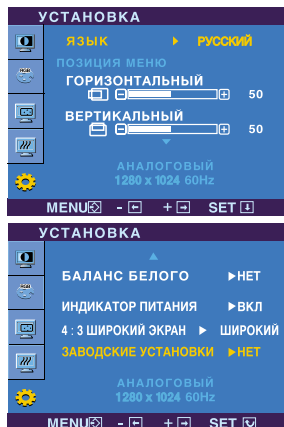 УСТАНОВКА
ЯЗЫК РУССКИЙ
ПОЗИЦИЯ МЕНЮ
ГОРИЗОНТАЛЬНЫЙ
50
ВЕРТИКАЛЬНЫЙ
50
АНАЛОГОВЫЙ
1280 x 1024 60Hz
MENU - + SET
УСТАНОВКА
БАЛАНС БЕЛОГО НЕТ
ИНДИКАТОР ПИТАНИЯ ВКЛ
4 : 3 ШИРОКИЙ ЭКРАН ШИРОКИЙ
ЗАВОДСКИЕ УСТАНОВКИ НЕТ
АНАЛОГОВЫЙ
1280 x 1024 60Hz
MENU - + SET